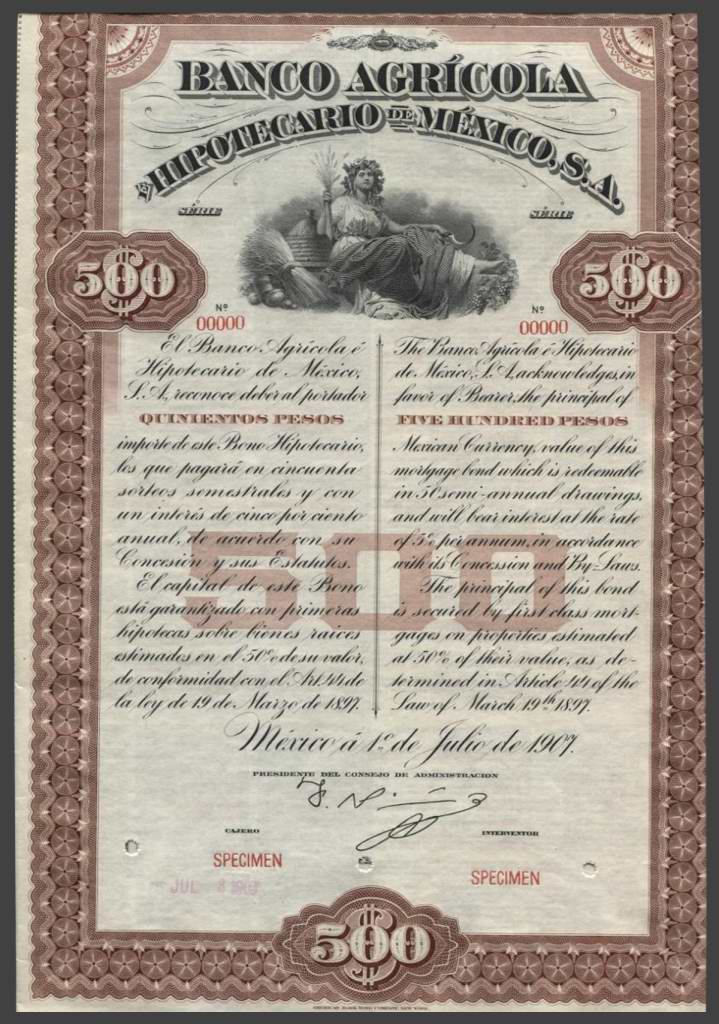 BANCO AGRÍCOLA
É HIPOTECARIO DE MÉXICO, S.A.
SÉRIE
SÉRIE
500
500
Nº
00000
Nº
00000
El Banco Agrícola é
Hipotecario de México,
S. A., reconoce deber al portador
QUINIENTOS PESOS
importe de este Bono Hipotecario,
los que pagará en cincuenta
sorteos semestrales y con
un interés de cinco por ciento
anual, de acuerdo con su
Concesión y sus Estatutos.
El capital de este Bono
está garantizado con primeras
hipotecas sobre bienes raíces
estimados en el 50% de su valor,
de conformidad con el Art. 44 de
la ley de 19 de Marzo de 1897.
The Banco Agrícola é Hipotecario
de México, S. A. acknowledges, in
favor of Bearer, the principal of
FIVE HUNDRED PESOS
Mexican Currency, value of this
mortgage bond which is redeemable
in 50 semi-annual drawings,
and will bear interest at the rate
of 5% per annum, in accordance
with its Concession and By-Laws.
The principal of this bond
is secured by first class mort-
gages on properties estimated
at 50% of their value, as de-
termined in Article 44 of the
Law of March 19th 1897.
500
México á 1º de Julio de 1907.
PRESIDENTE DEL CONSEJO DE ADMINISTRACION
CAJERO
INTERVENTOR
SPECIMEN
SPECIMEN
JUL
500